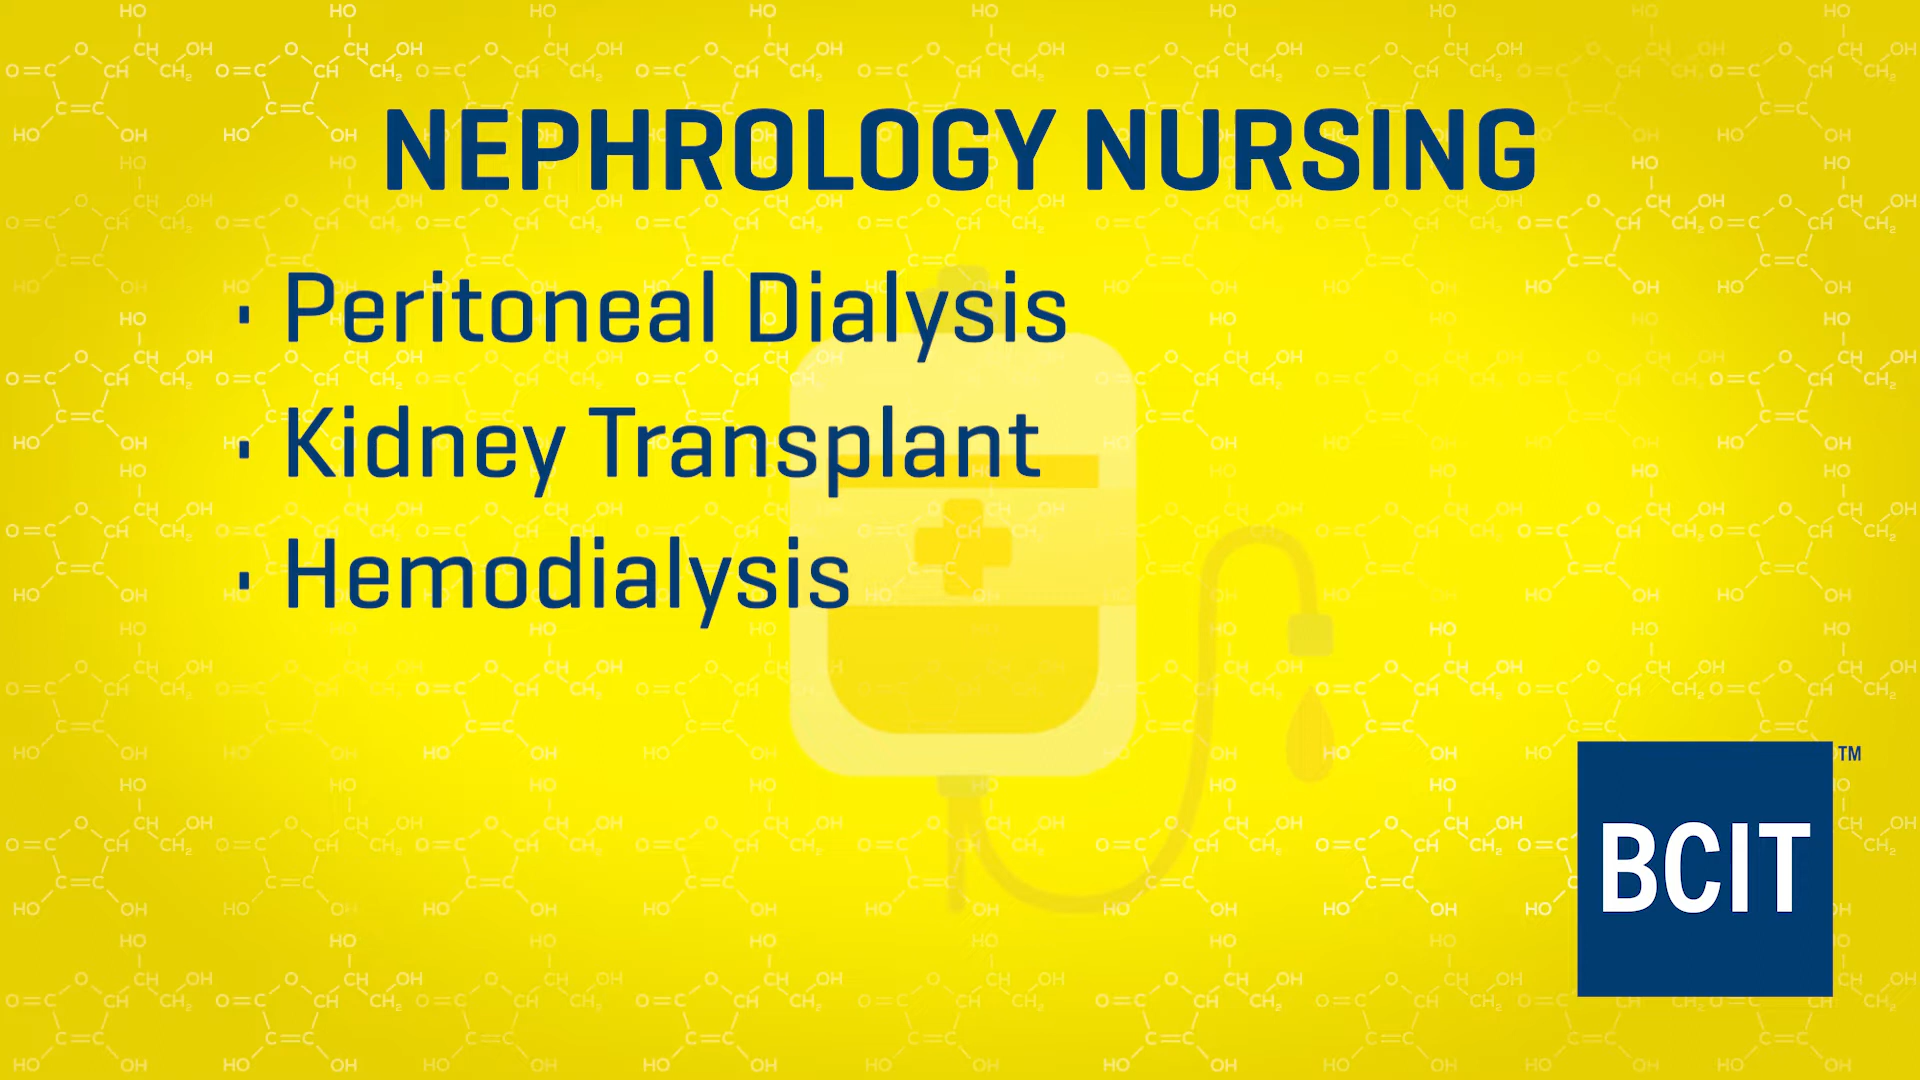 NEPHROLOGY NURSING
· Peritoneal Dialysis
· Kidney Transplant
· Hemodialysis
BCIT™